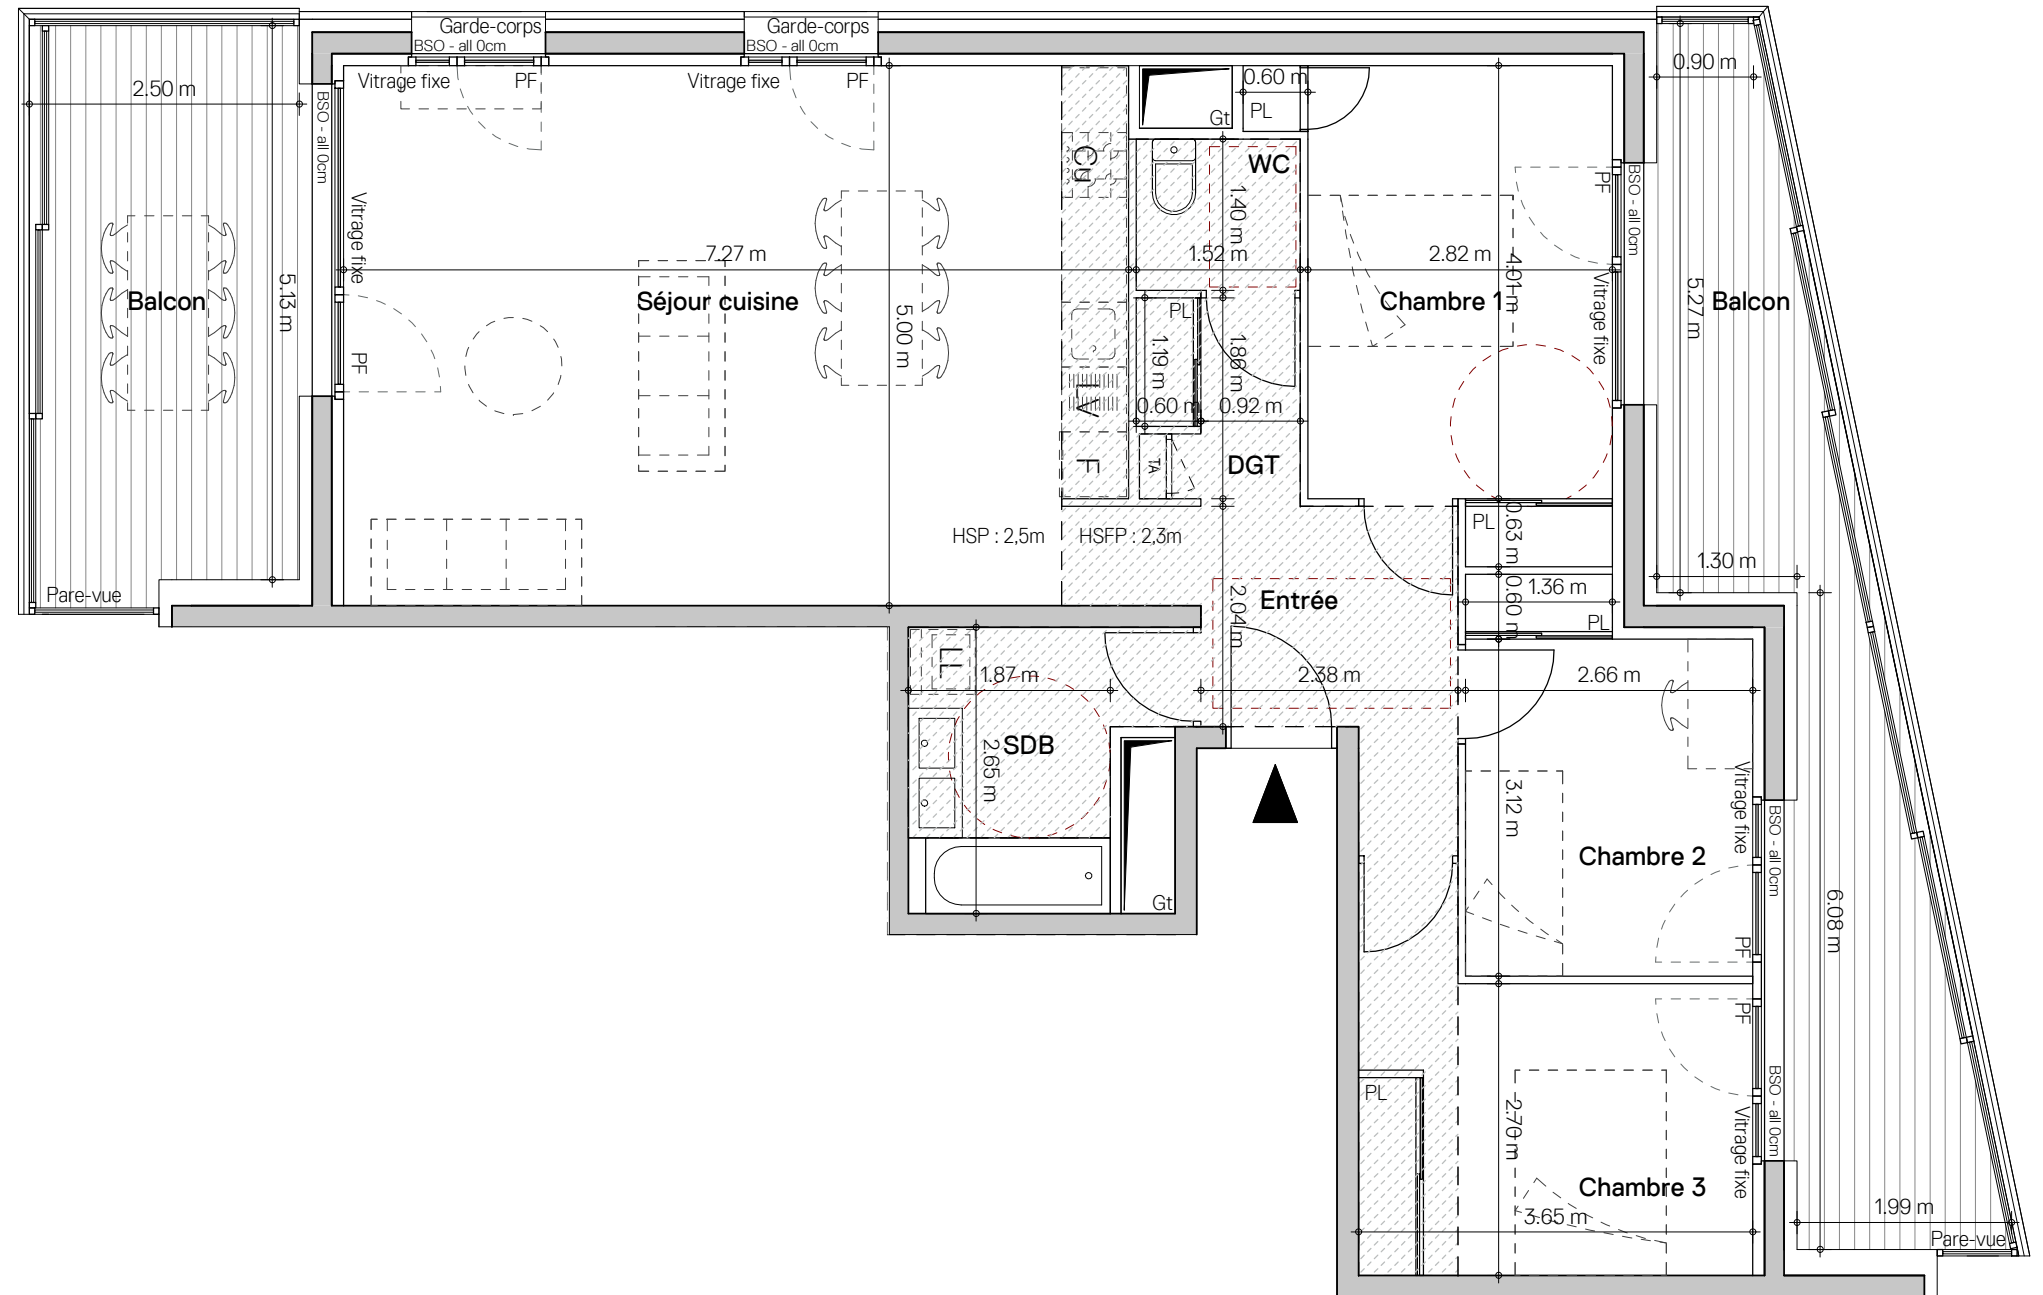 Garde-corps
BSO - all 0cm
Vitrage fixe
PF
Garde-corps
BSO - all 0cm
Vitrage fixe
PF
2.50 m
BSO - all 0cm
Vitrage fixe
PF
5.13 m
Balcon
Pare-vue
7.27 m
Séjour cuisine
5.00 m
HSP : 2,5m
HSFP : 2,3m
Cu
LV
F
TA
Gt
0.60 m
PL
WC
1.40 m
1.52 m
PL
1.19 m
1.86 m
0.60 m
0.92 m
DGT
2.82 m
4.01 m
Chambre 1
PF
BSO - all 0cm
Vitrage fixe
0.90 m
5.27 m
Balcon
1.30 m
PL
0.63 m
0.60 m
1.36 m
PL
Entrée
2.04 m
2.38 m
LL
1.87 m
SDB
2.65 m
Gt
2.66 m
3.12 m
Chambre 2
Vitrage fixe
PF
BSO - all 0cm
6.08 m
PF
BSO - all 0cm
Vitrage fixe
PL
2.70 m
Chambre 3
3.65 m
1.99 m
Pare-vue